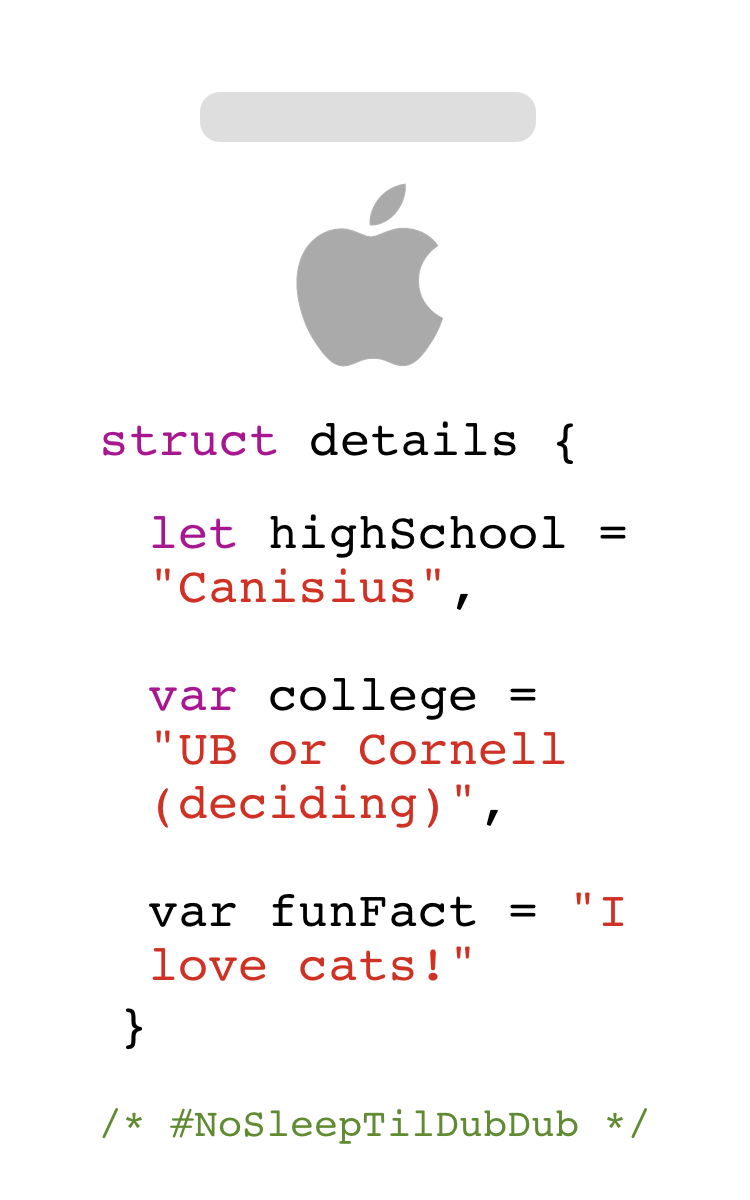 struct details {
let highSchool =
"Canisius",
var college =
"UB or Cornell
(deciding)",
var funFact = "I
love cats!"
}
/* #NoSleepTilDubDub */